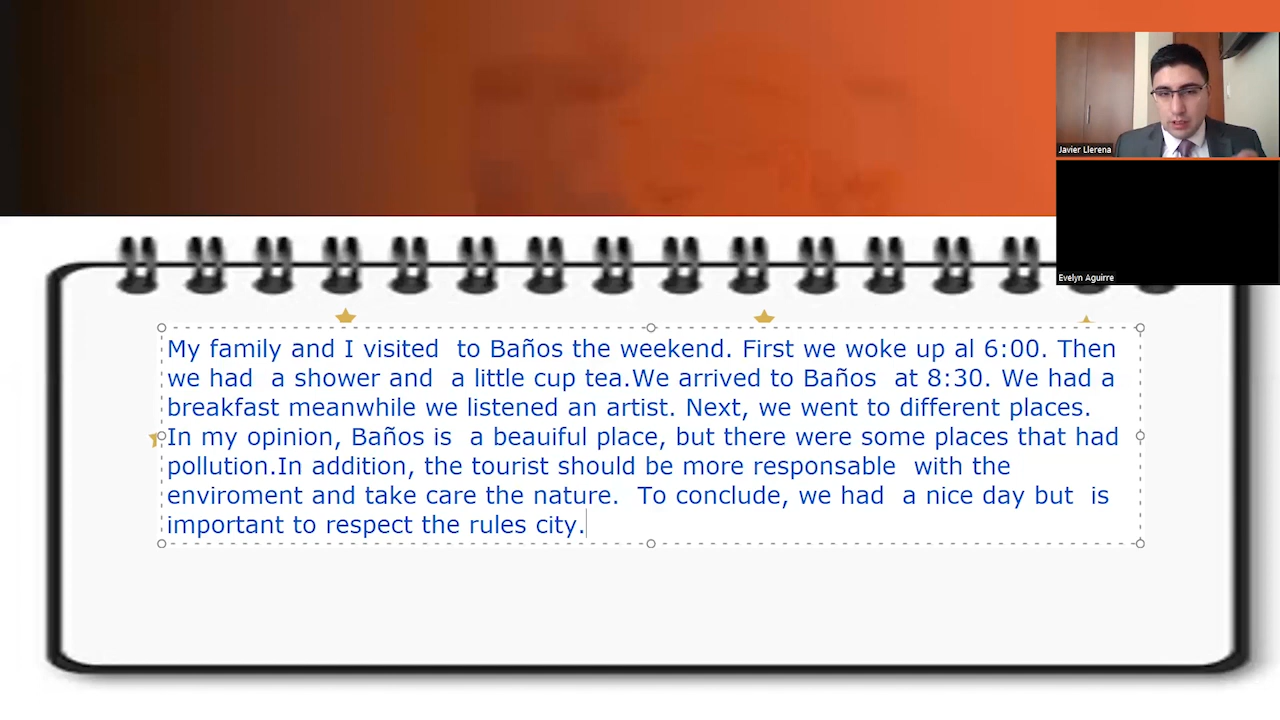 Javier Llerena
Evelyn Aguirre
My family and I visited  to Baños the weekend. First we woke up al 6:00. Then
we had  a shower and  a little cup tea.We arrived to Baños  at 8:30. We had a
breakfast meanwhile we listened an artist. Next, we went to different places.
In my opinion, Baños is  a beauiful place, but there were some places that had
pollution.In addition, the tourist should be more responsable  with the
enviroment and take care the nature.  To conclude, we had  a nice day but  is
important to respect the rules city.